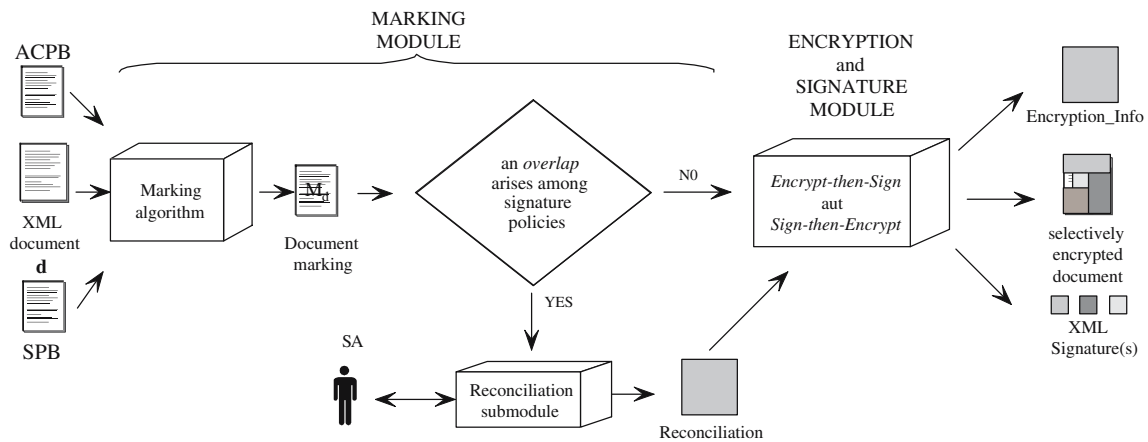 MARKING
MODULE
ACPB
ENCRYPTION
and
SIGNATURE
MODULE
Encryption_Info
Marking
algorithm
M_d
an overlap
arises among
signature
policies
N0
Encrypt-then-Sign
aut
Sign-then-Encrypt
XML
document
d
Document
marking
selectively
encrypted
document
YES
XML
Signature(s)
SPB
SA
Reconciliation
submodule
Reconciliation